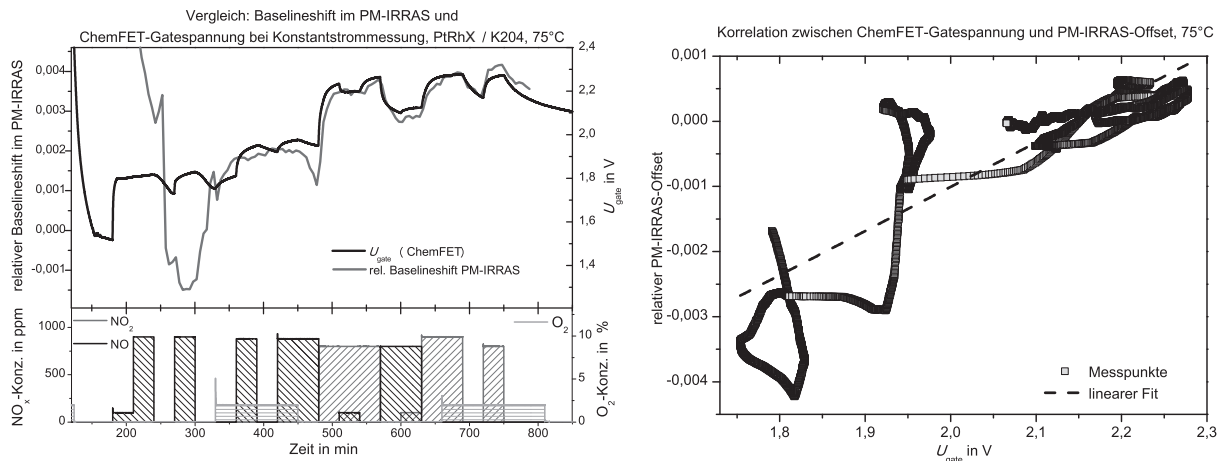 Vergleich: Baselineshift im PM-IRRAS und
ChemFET-Gatespannung bei Konstantstrommessung, PtRhX / K204, 75°C
relativer Baselineshift im PM-IRRAS
0,004
0,003
0,002
0,001
0,000
-0,001
2,4
2,2
2,0
1,8
1,6
1,4
U_gate in V
U_gate (ChemFET)
rel. Baselineshift PM-IRRAS
NOₓ-Konz. in ppm
1000
500
0
NO₂
NO
O₂
10
5
0
O₂-Konz. in %
200 300 400 500 600 700 800
Zeit in min
Korrelation zwischen ChemFET-Gatespannung und PM-IRRAS-Offset, 75°C
relativer PM-IRRAS-Offset
0,001
0,000
-0,001
-0,002
-0,003
-0,004
Messpunkte
linearer Fit
1,8 1,9 2,0 2,1 2,2 2,3
U_gate in V